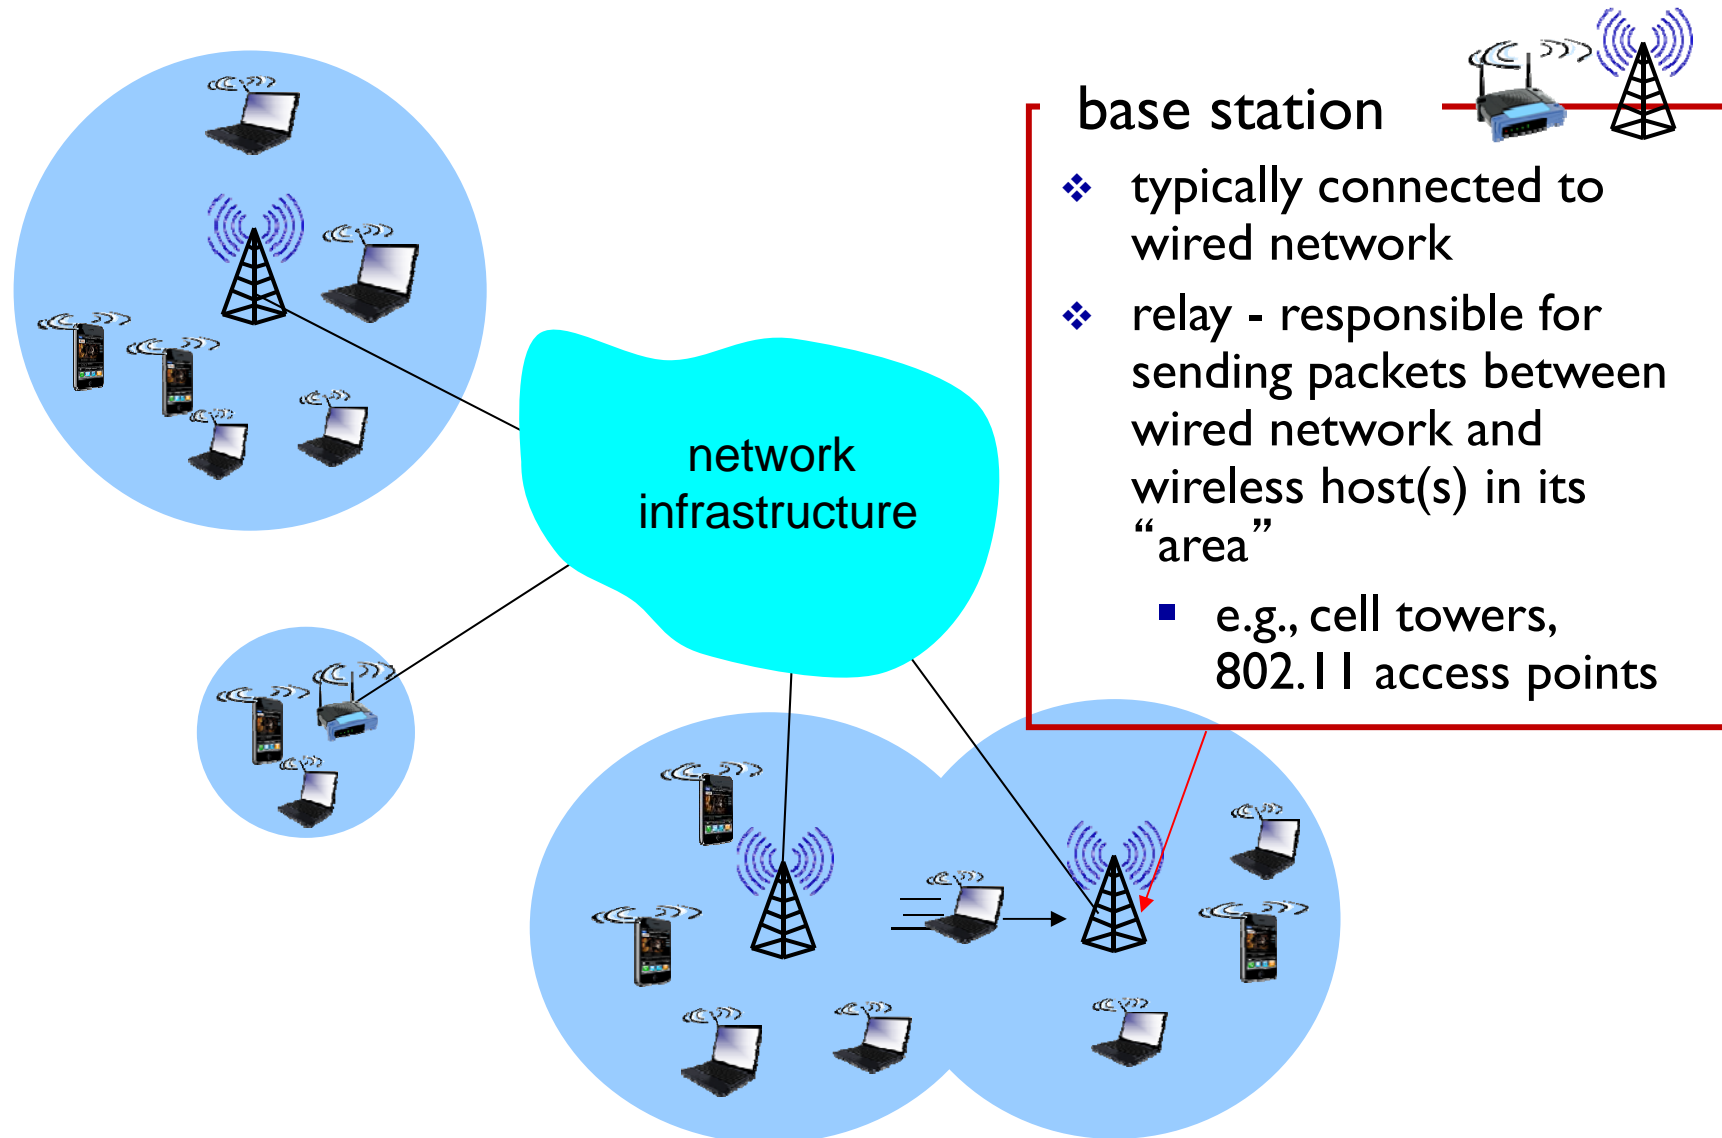 base station
❖ typically connected to
wired network
❖ relay - responsible for
sending packets between
wired network and
wireless host(s) in its
“area”
▪ e.g., cell towers,
802.11 access points
network
infrastructure